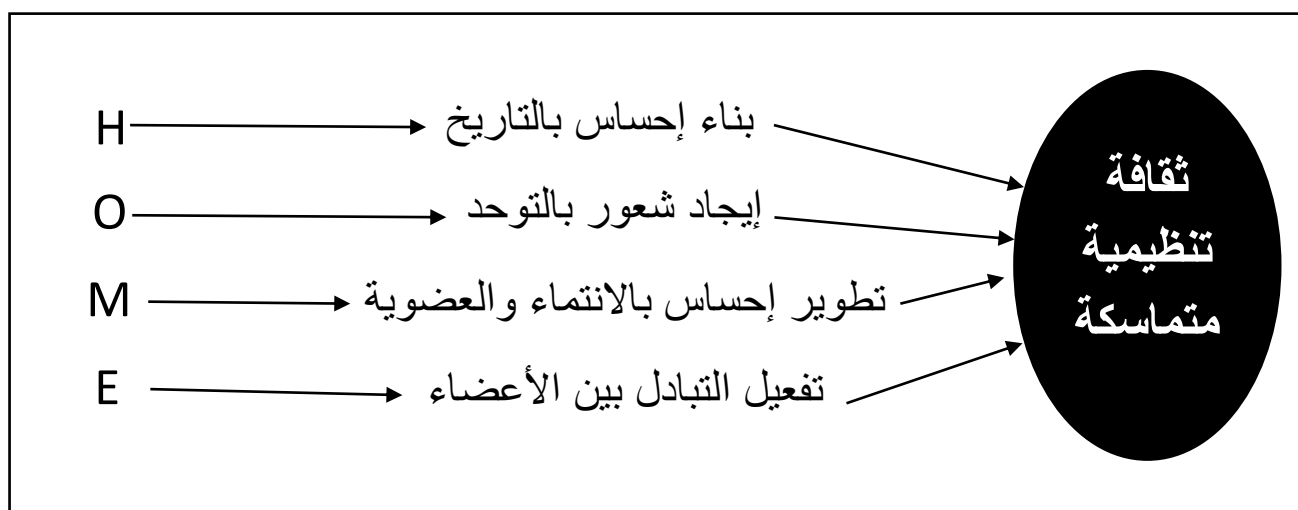 H
بناء إحساس بالتاريخ
O
إيجاد شعور بالتوحد
M
تطوير إحساس بالانتماء والعضوية
E
تفعيل التبادل بين الأعضاء
ثقافة
تنظيمية
متماسكة